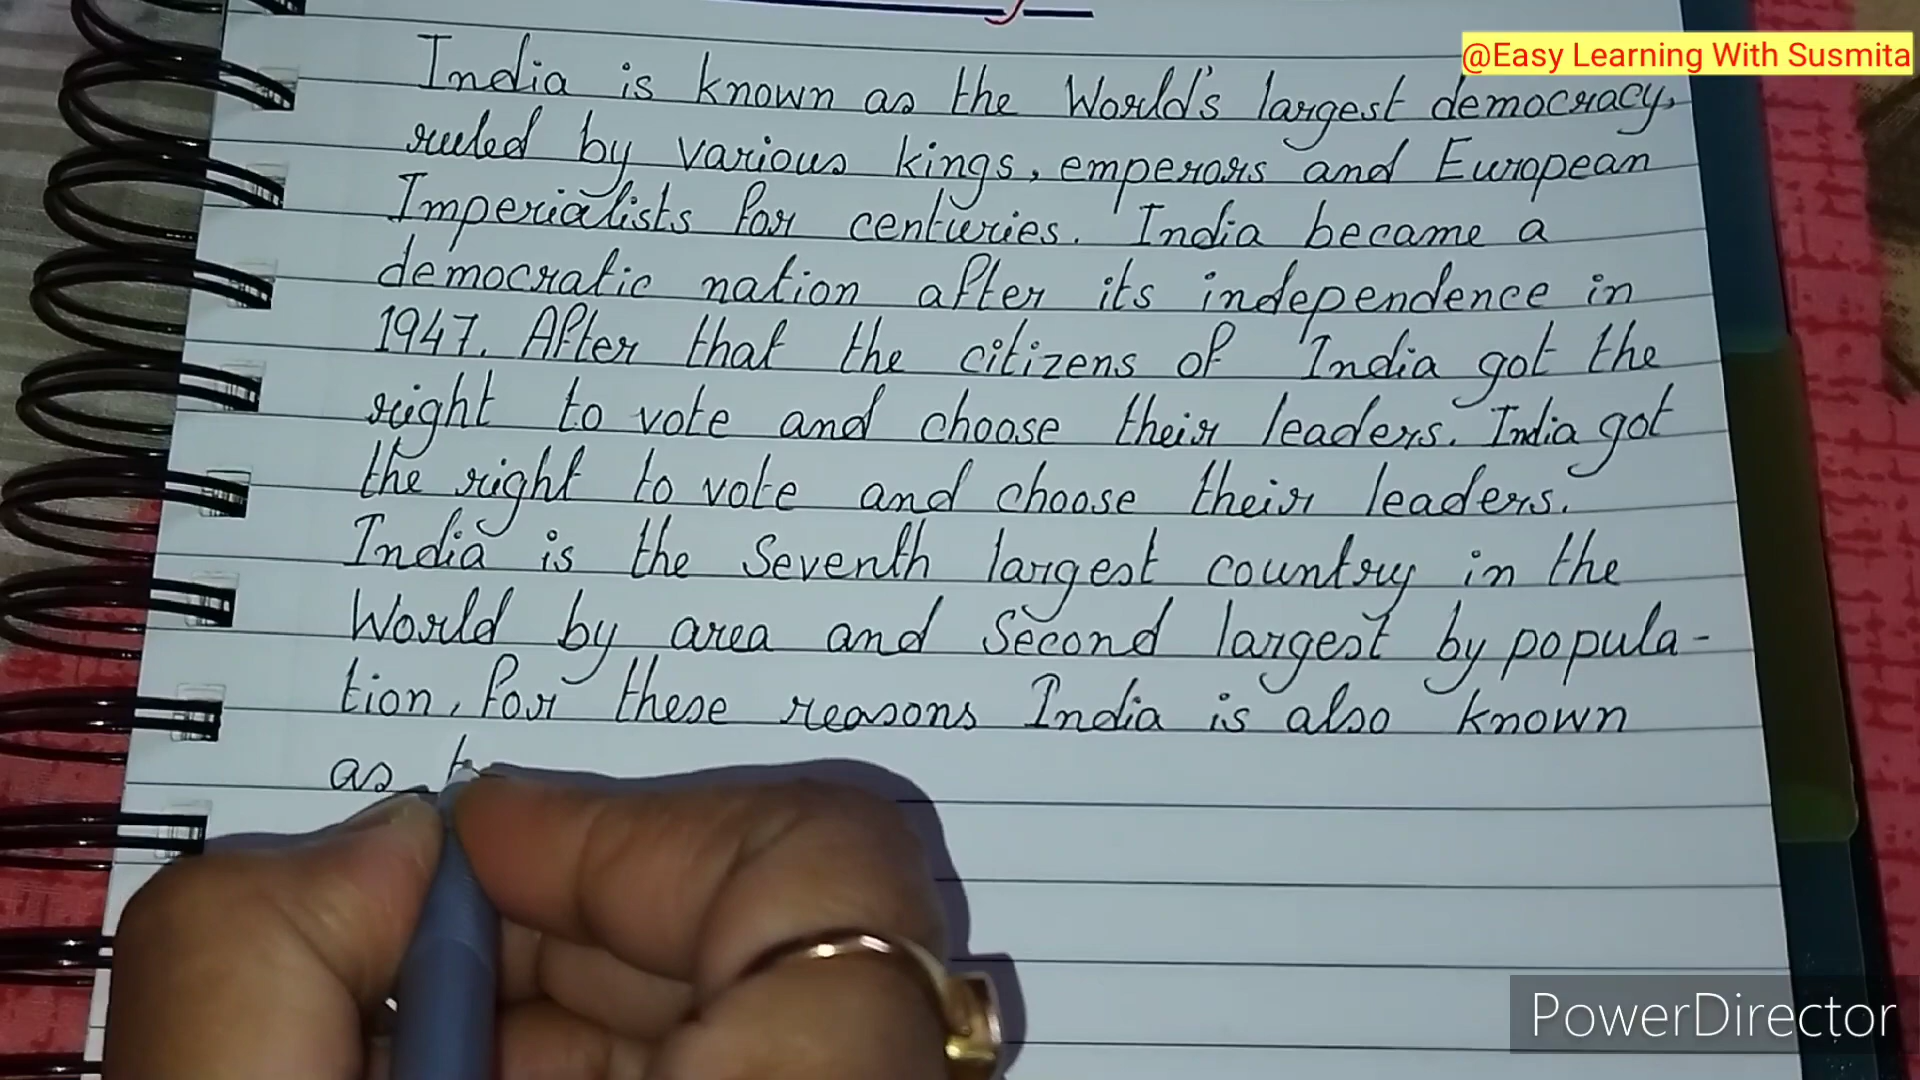 @Easy Learning With Susmita
India is known as the World's largest democracy,
ruled by various kings, emperors and European
Imperialists for centuries. India became a
democratic nation after its independence in
1947. After that the citizens of India got the
right to vote and choose their leaders. India got
the right to vote and choose their leaders.
India is the Seventh largest country in the
World by area and Second largest by popula-
tion, for these reasons India is also known
as t
PowerDirector